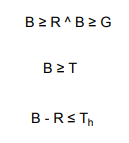 B ≥ R ^ B ≥ G
B ≥ T
B - R ≤ Th